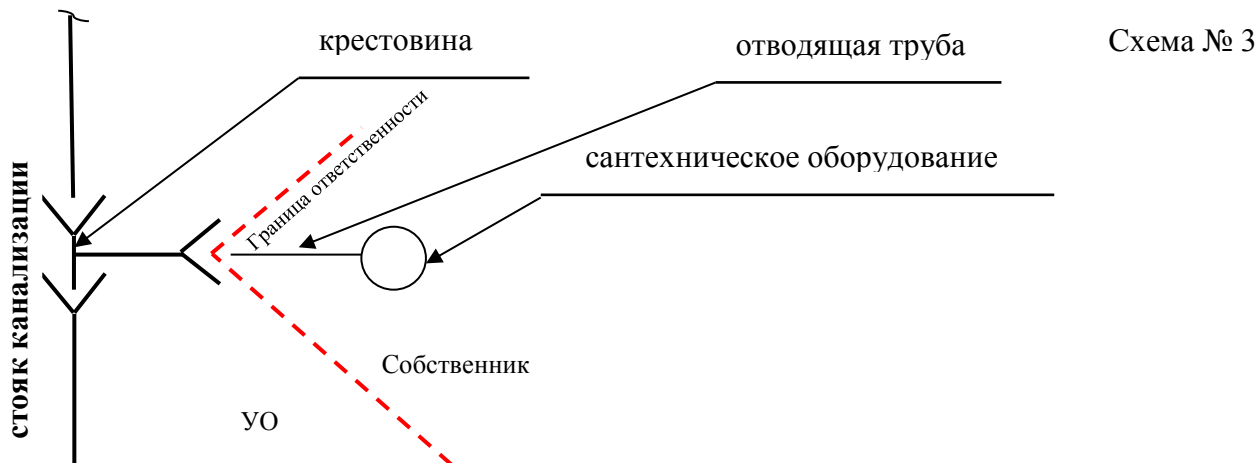 крестовина
отводящая труба
Схема № 3
Граница ответственности
сантехническое оборудование
стояк канализации
Собственник
УО